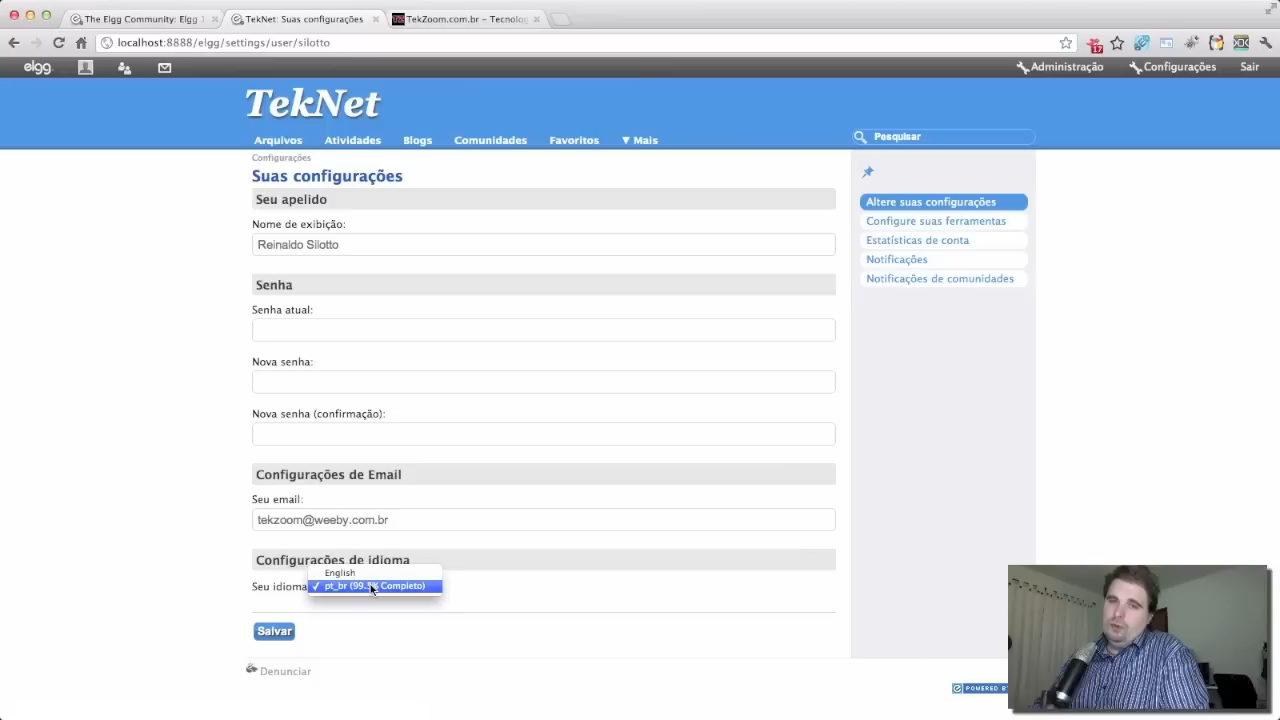 The Elgg Community: Elgg
TekNet: Suas configurações
TekZoom.com.br – Tecnolog
localhost:8888/elgg/settings/user/silotto
17
elgg
Administração
Configurações
Sair
TekNet
Arquivos
Atividades
Blogs
Comunidades
Favoritos
▼ Mais
Pesquisar
Configurações
Suas configurações
Seu apelido
Nome de exibição:
Reinaldo Silotto
Senha
Senha atual:
Nova senha:
Nova senha (confirmação):
Configurações de Email
Seu email:
tekzoom@weeby.com.br
Configurações de idioma
English
Seu idioma
✓ pt_br Completo)
Salvar
Denunciar
Altere suas configurações
Configure suas ferramentas
Estatísticas de conta
Notificações
Notificações de comunidades
POWERED